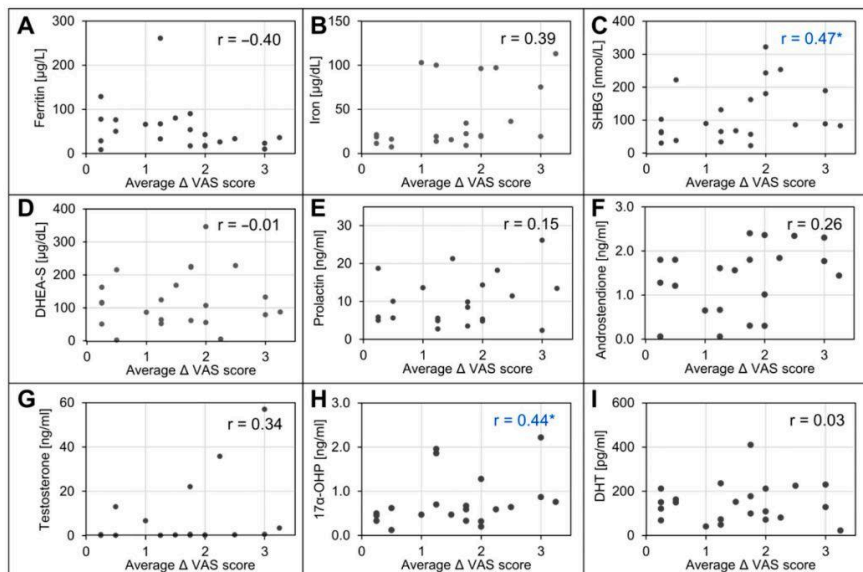 A
r = −0.40
Ferritin [µg/L]
300
200
100
0
0 1 2 3
Average Δ VAS score
B
r = 0.39
Iron [µg/dL]
150
100
50
0
0 1 2 3
Average Δ VAS score
C
r = 0.47*
SHBG [nmol/L]
400
300
200
100
0
0 1 2 3
Average Δ VAS score
D
r = −0.01
DHEA-S [µg/dL]
400
300
200
100
0
0 1 2 3
Average Δ VAS score
E
r = 0.15
Prolactin [ng/ml]
30
20
10
0
0 1 2 3
Average Δ VAS score
F
r = 0.26
Androstendione [ng/ml]
3.0
2.0
1.0
0.0
0 1 2 3
Average Δ VAS score
G
r = 0.34
Testosterone [ng/ml]
60
40
20
0
0 1 2 3
Average Δ VAS score
H
r = 0.44*
17α-OHP [ng/ml]
3.0
2.0
1.0
0.0
0 1 2 3
Average Δ VAS score
I
r = 0.03
DHT [pg/ml]
600
400
200
0
0 1 2 3
Average Δ VAS score